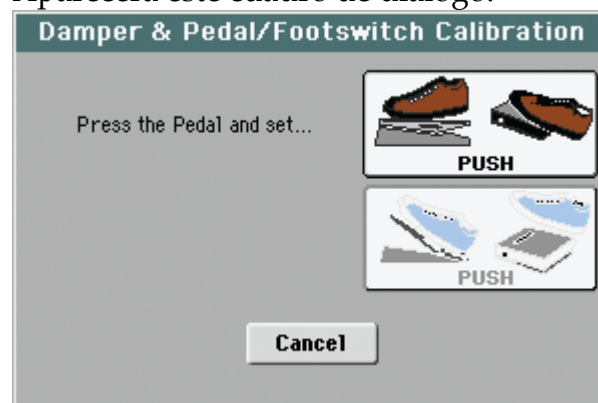 Aparecerá este cuadro de diálogo:
Damper & Pedal/Footswitch Calibration
Press the Pedal and set...
PUSH
PUSH
Cancel